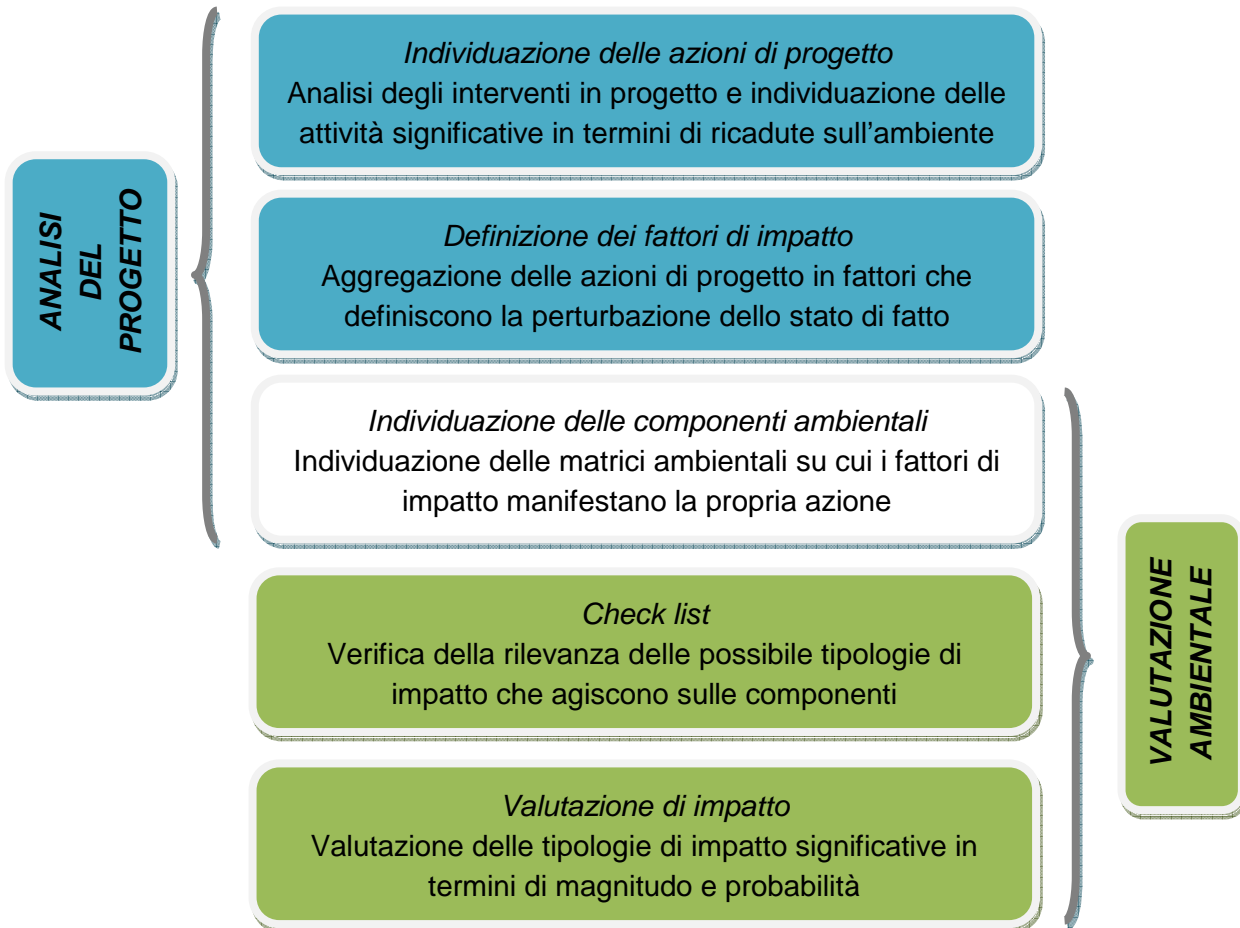 ANALISI
DEL
PROGETTO
Individuazione delle azioni di progetto
Analisi degli interventi in progetto e individuazione delle
attività significative in termini di ricadute sull’ambiente
Definizione dei fattori di impatto
Aggregazione delle azioni di progetto in fattori che
definiscono la perturbazione dello stato di fatto
Individuazione delle componenti ambientali
Individuazione delle matrici ambientali su cui i fattori di
impatto manifestano la propria azione
Check list
Verifica della rilevanza delle possibile tipologie di
impatto che agiscono sulle componenti
Valutazione di impatto
Valutazione delle tipologie di impatto significative in
termini di magnitudo e probabilità
VALUTAZIONE
AMBIENTALE